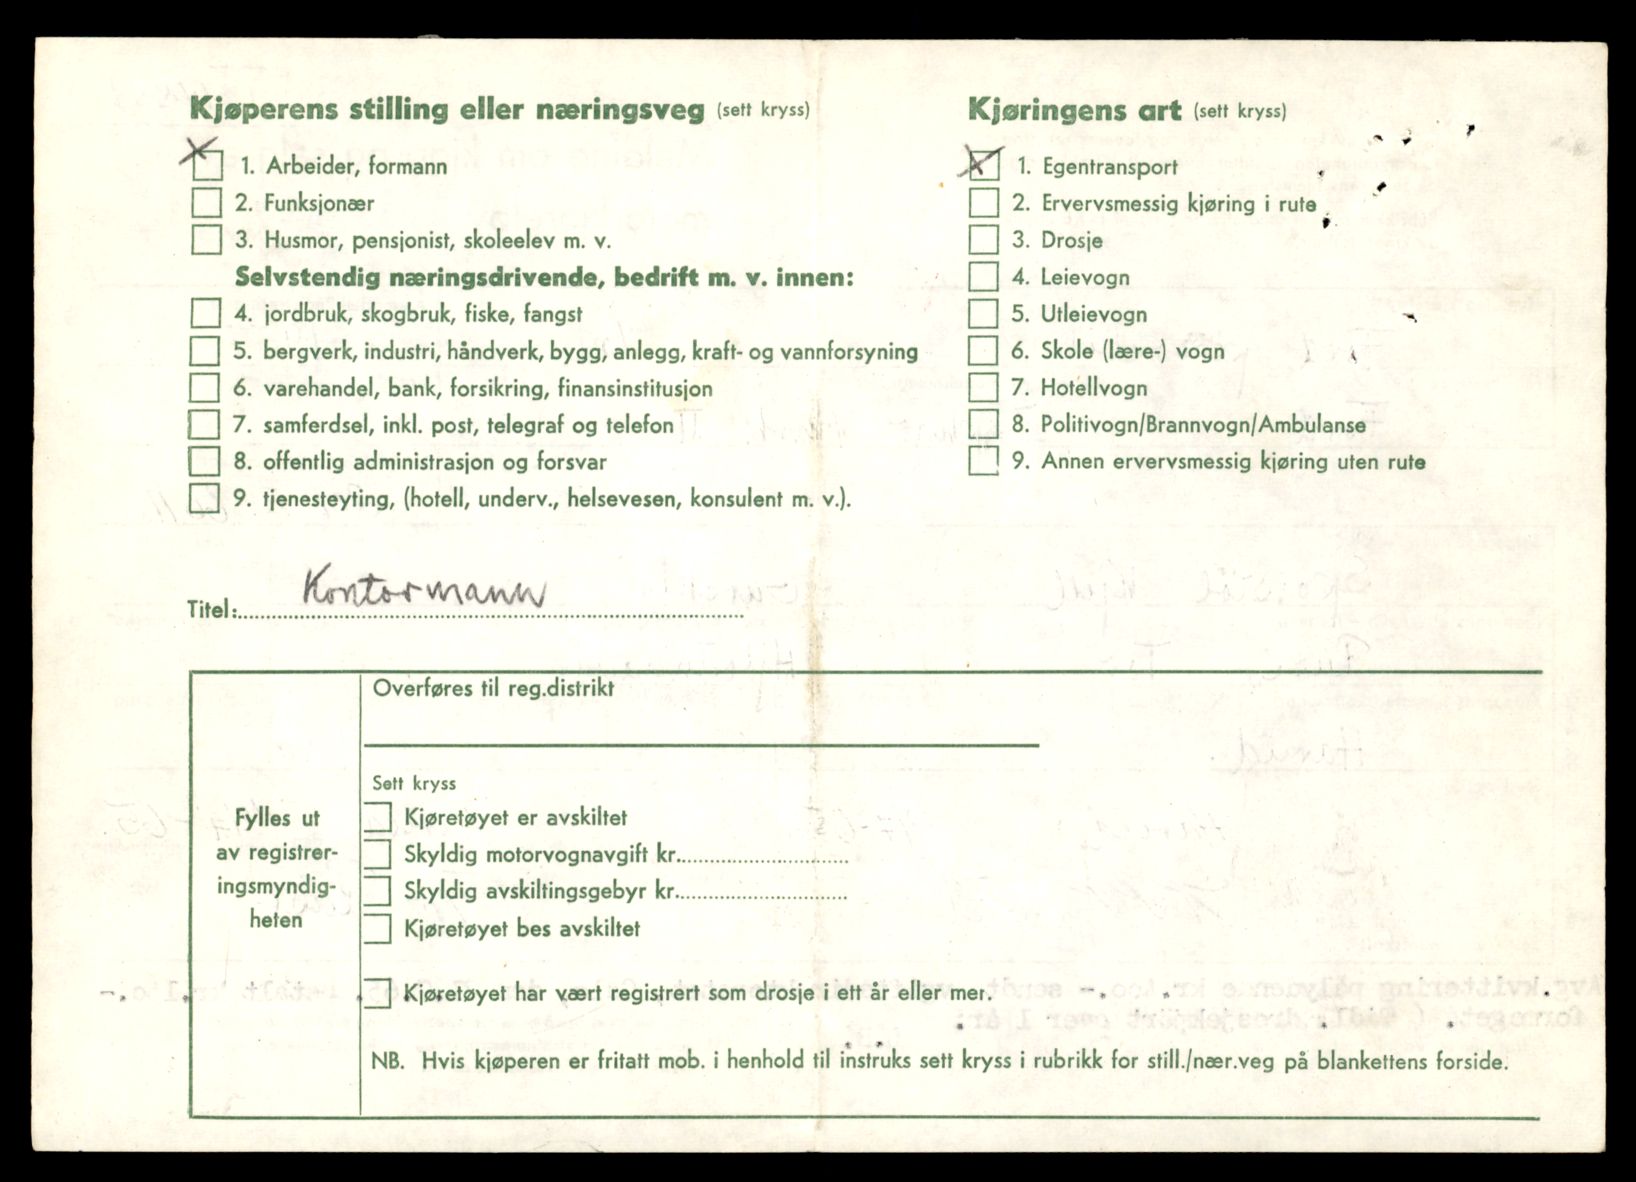 Kjøperens stilling eller næringsveg (sett kryss)
1. Arbeider, formann
2. Funksjonær
3. Husmor, pensjonist, skoleelev m. v.
Selvstendig næringsdrivende, bedrift m. v. innen:
4. jordbruk, skogbruk, fiske, fangst
5. bergverk, industri, håndverk, bygg, anlegg, kraft- og vannforsyning
6. varehandel, bank, forsikring, finansinstitusjon
7. samferdsel, inkl. post, telegraf og telefon
8. offentlig administrasjon og forsvar
9. tjenesteyting, (hotell, underv., helsevesen, konsulent m. v.).
Kjøringens art (sett kryss)
1. Egentransport
2. Ervervsmessig kjøring i rute
3. Drosje
4. Leievogn
5. Utleievogn
6. Skole (lære-) vogn
7. Hotellvogn
8. Politivogn/Brannvogn/Ambulanse
9. Annen ervervsmessig kjøring uten rute
Titel: Kontormann
Fylles ut
av registrer-
ingsmyndig-
heten
Overføres til reg.distrikt
Sett kryss
Kjøretøyet er avskiltet
Skyldig motorvognavgift kr.
Skyldig avskiltingsgebyr kr.
Kjøretøyet bes avskiltet
Kjøretøyet har vært registrert som drosje i ett år eller mer.
NB. Hvis kjøperen er fritatt mob. i henhold til instruks sett kryss i rubrikk for still./nær.veg på blankettens forside.